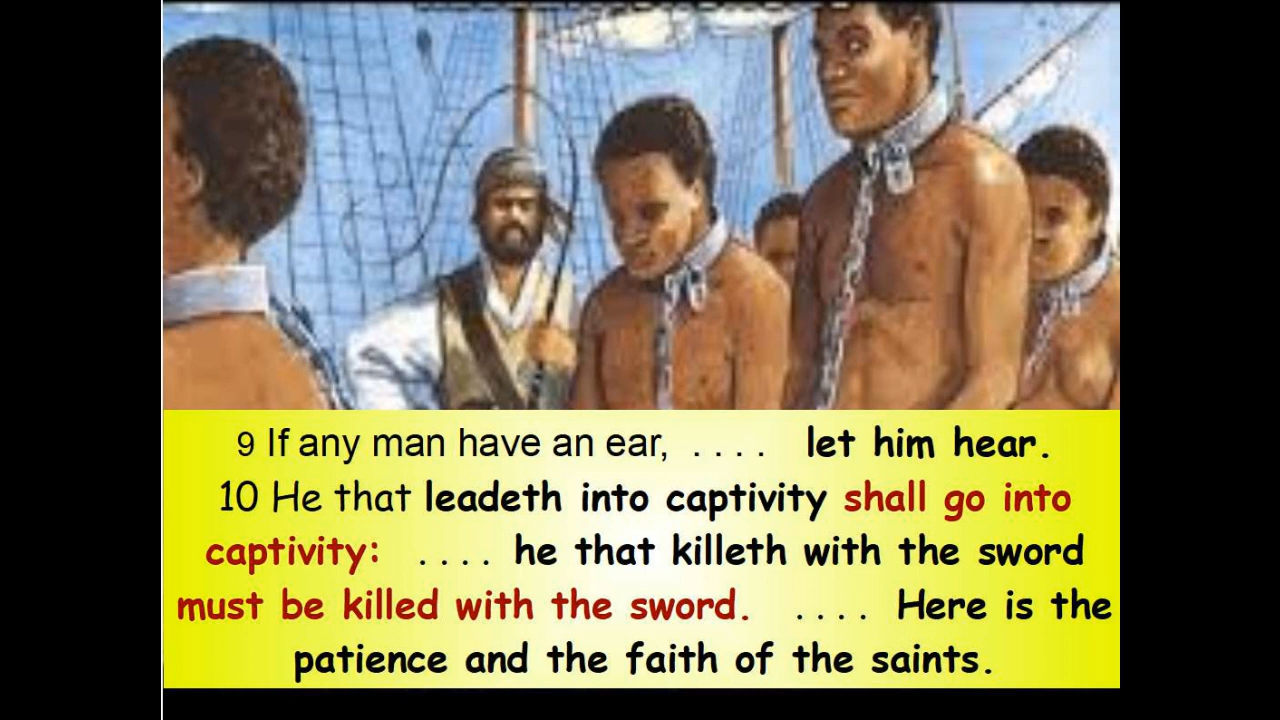 9 If any man have an ear, . . . . let him hear.
10 He that leadeth into captivity shall go into
captivity: . . . . he that killeth with the sword
must be killed with the sword. . . . . Here is the
patience and the faith of the saints.